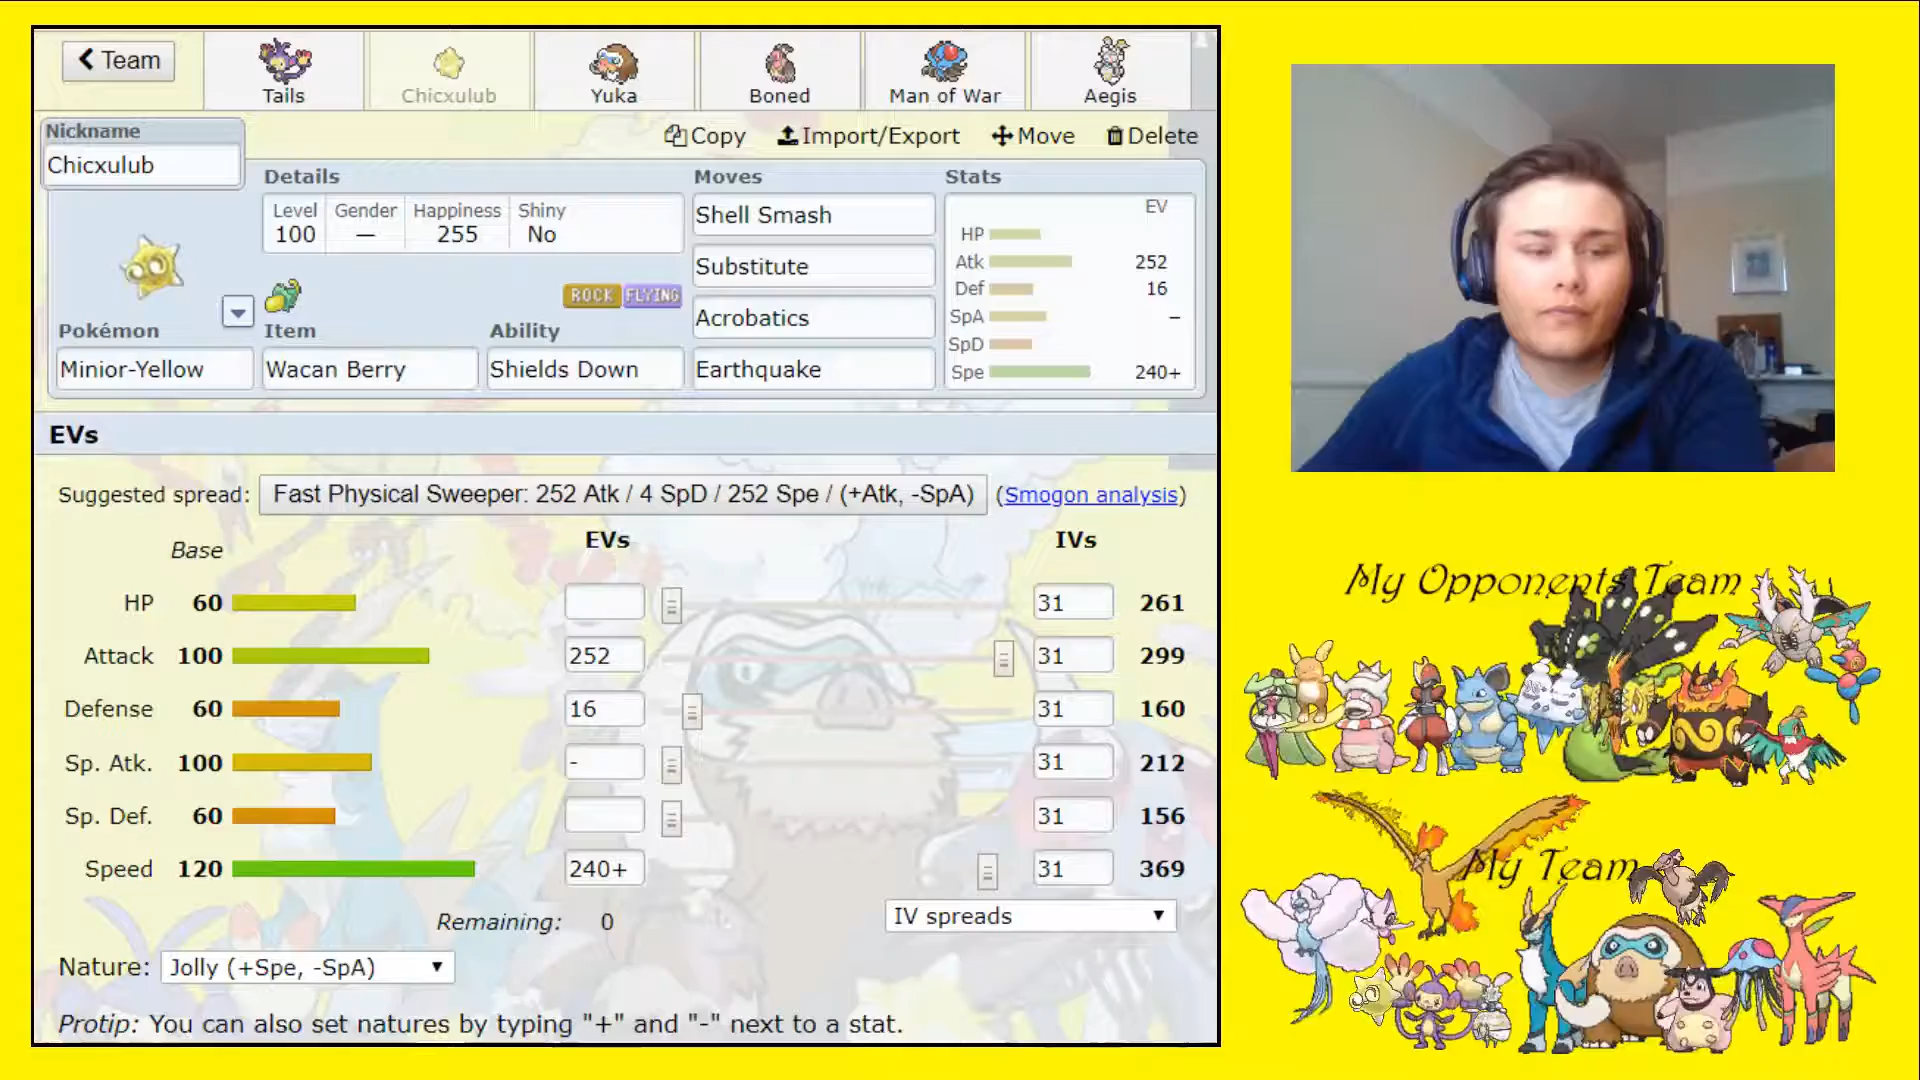 Team
Tails
Chicxulub
Yuka
Boned
Man of War
Aegis
Nickname
Chicxulub
Copy
Import/Export
Move
Delete
Details
Moves
Stats
Level Gender Happiness Shiny
100 — 255 No
ROCK FLYING
Pokémon
Item
Ability
Minior-Yellow
Wacan Berry
Shields Down
Shell Smash
Substitute
Acrobatics
Earthquake
EV
HP
Atk 252
Def 16
SpA –
SpD
Spe 240+
EVs
Suggested spread: Fast Physical Sweeper: 252 Atk / 4 SpD / 252 Spe / (+Atk, -SpA) (Smogon analysis)
Base EVs IVs
HP 60 31 261
Attack 100 252 31 299
Defense 60 16 31 160
Sp. Atk. 100 - 31 212
Sp. Def. 60 31 156
Speed 120 240+ 31 369
Remaining: 0
IV spreads
Nature: Jolly (+Spe, -SpA)
Protip: You can also set natures by typing "+" and "-" next to a stat.
My Opponents Team
My Team